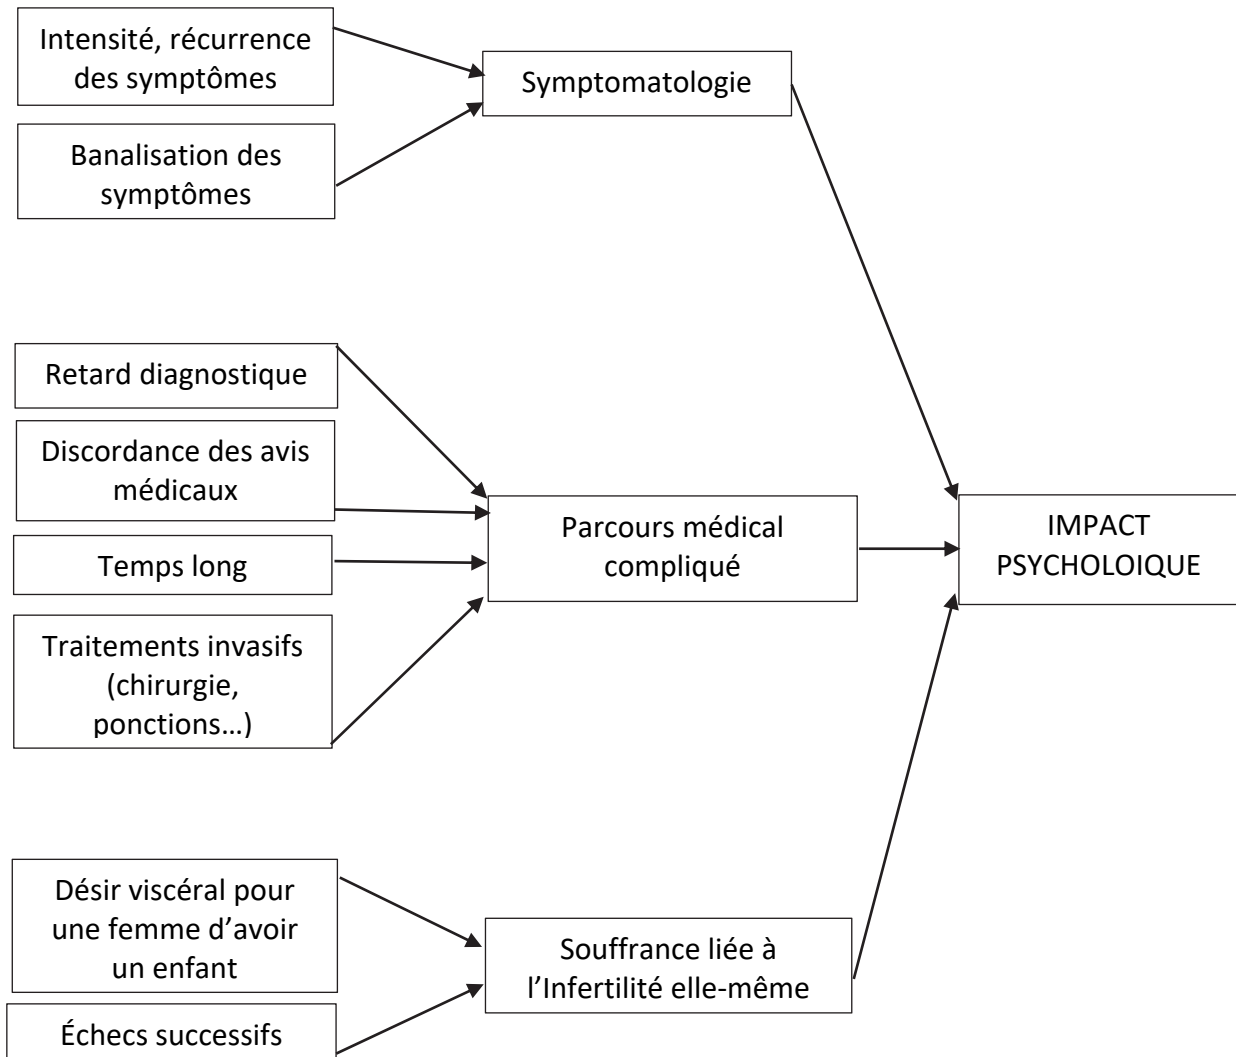 Intensité, récurrence
des symptômes
Symptomatologie
Banalisation des
symptômes
Retard diagnostique
Discordance des avis
médicaux
Temps long
Traitements invasifs
(chirurgie,
ponctions…)
Parcours médical
compliqué
IMPACT
PSYCHOLOIQUE
Désir viscéral pour
une femme d’avoir
un enfant
Échecs successifs
Souffrance liée à
l’Infertilité elle-même